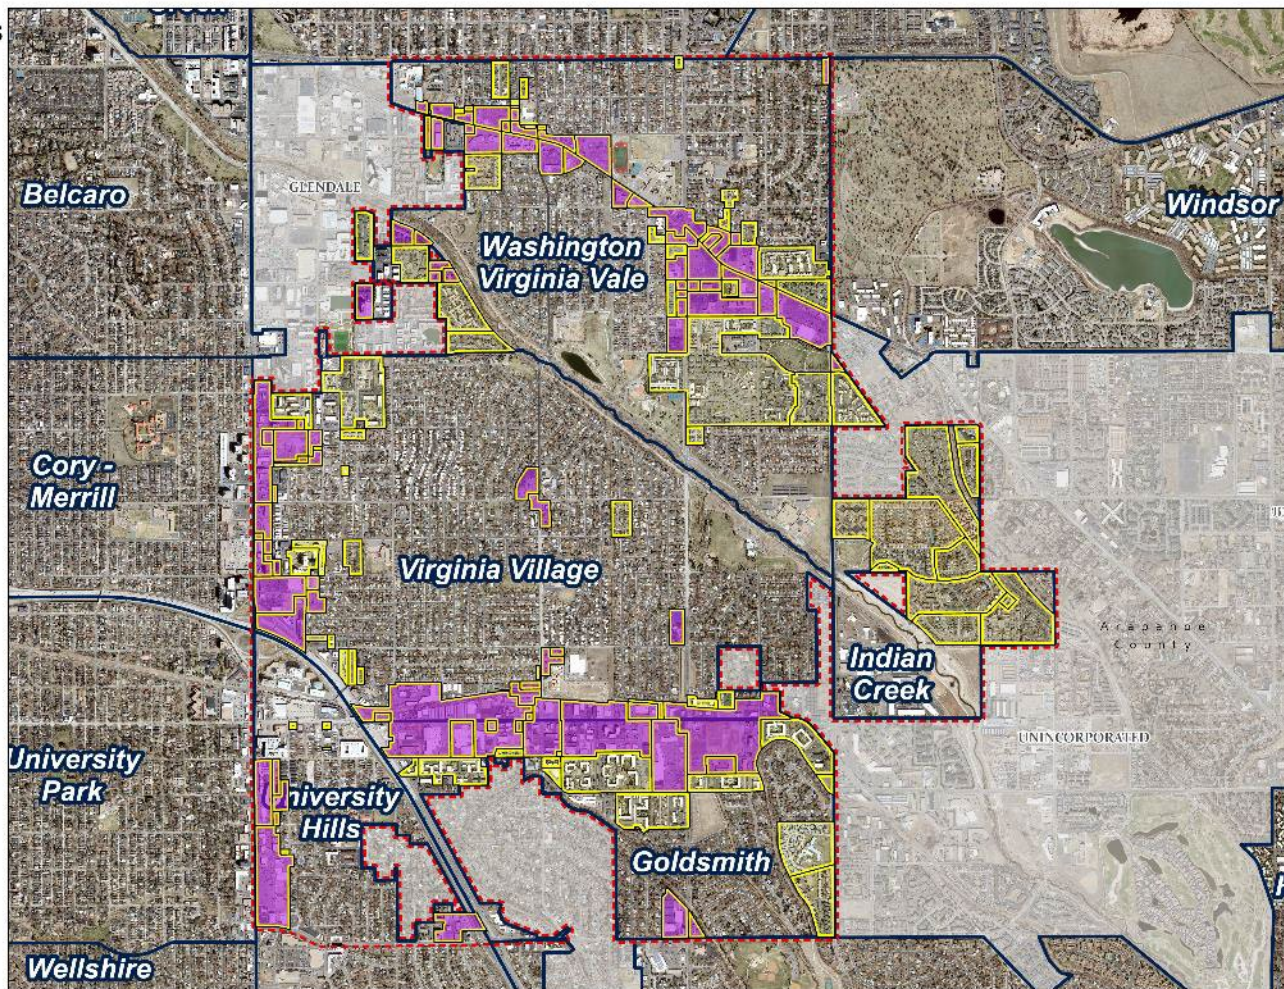 GLENDALE
Belcaro
Windsor
Washington
Virginia Vale
Cory -
Merrill
Virginia Village
Arapahoe
County
Indian
Creek
UNINCORPORATED
University
Park
niversity
Hills
Goldsmith
Wellshire